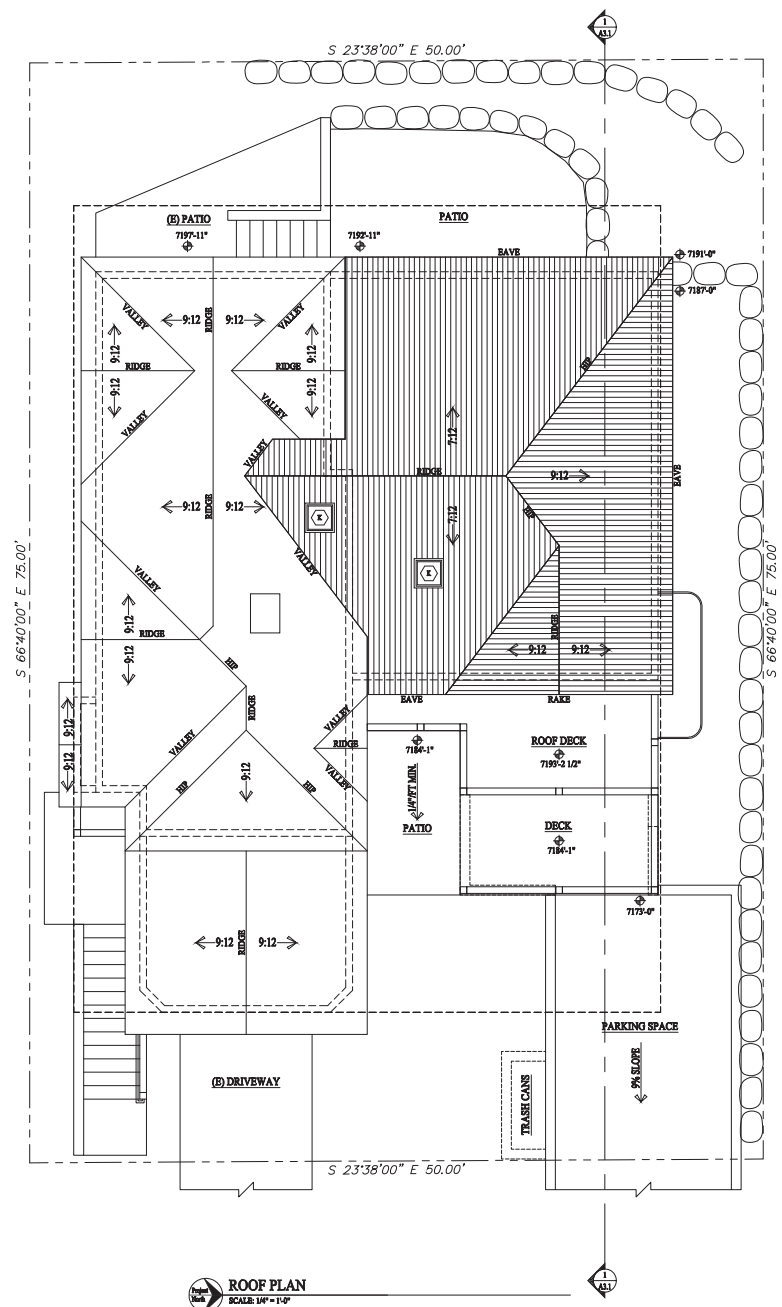 1
A3.1
S 23°38'00" E 50.00'
(E) PATIO
PATIO
7197'-11"
7192'-11"
EAVE
7191'-0"
7187'-0"
VALLEY
9:12
RIDGE
9:12
VALLEY
9:12
9:12
HIP
RIDGE
RIDGE
9:12
9:12
7:12
VALLEY
VALLEY
VALLEY
RIDGE
9:12
EAVE
9:12
RIDGE
9:12
K
7:12
HIP
S 66°40'00" E 75.00'
S 66°40'00" E 75.00'
VALLEY
K
VALLEY
9:12
RIDGE
RIDGE
9:12
9:12
9:12
HIP
EAVE
RAKE
9:12
RIDGE
VALLEY
9:12
VALLEY
RIDGE
7184'-1"
ROOF DECK
7193'-2 1/2"
HIP
9:12
HIP
VALLEY
1/4"/FT MIN.
PATIO
DECK
7184'-1"
7173'-0"
9:12
RIDGE
9:12
PARKING SPACE
9% SLOPE
(E) DRIVEWAY
TRASH CANS
S 23°38'00" E 50.00'
1
A3.1
Project
North
ROOF PLAN
SCALE: 1/4" = 1'-0"